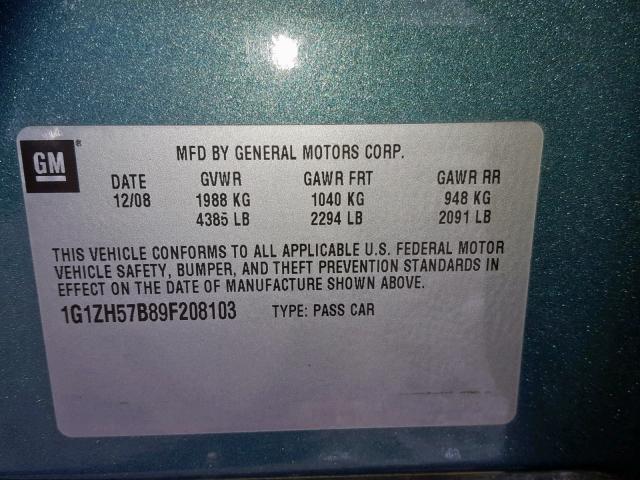 GM ®
MFD BY GENERAL MOTORS CORP.
DATE GVWR GAWR FRT GAWR RR
12/08 1988 KG 1040 KG 948 KG
4385 LB 2294 LB 2091 LB
THIS VEHICLE CONFORMS TO ALL APPLICABLE U.S. FEDERAL MOTOR
VEHICLE SAFETY, BUMPER, AND THEFT PREVENTION STANDARDS IN
EFFECT ON THE DATE OF MANUFACTURE SHOWN ABOVE.
1G1ZH57B89F208103 TYPE: PASS CAR